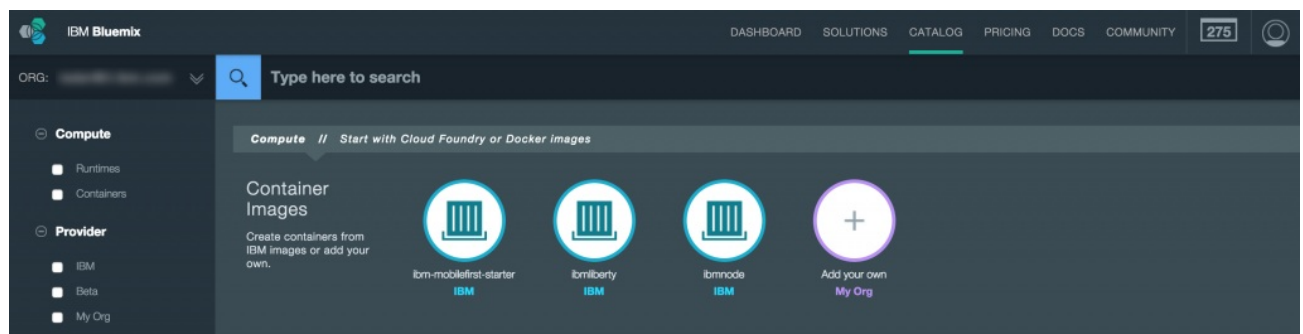 IBM Bluemix
DASHBOARD SOLUTIONS CATALOG PRICING DOCS COMMUNITY 275
ORG:
Type here to search
Compute
Runtimes
Containers
Provider
IBM
Beta
My Org
Compute // Start with Cloud Foundry or Docker images
Container
Images
Create containers from
IBM images or add your
own.
ibm-mobilefirst-starter
IBM
ibmliberty
IBM
ibmnode
IBM
Add your own
My Org